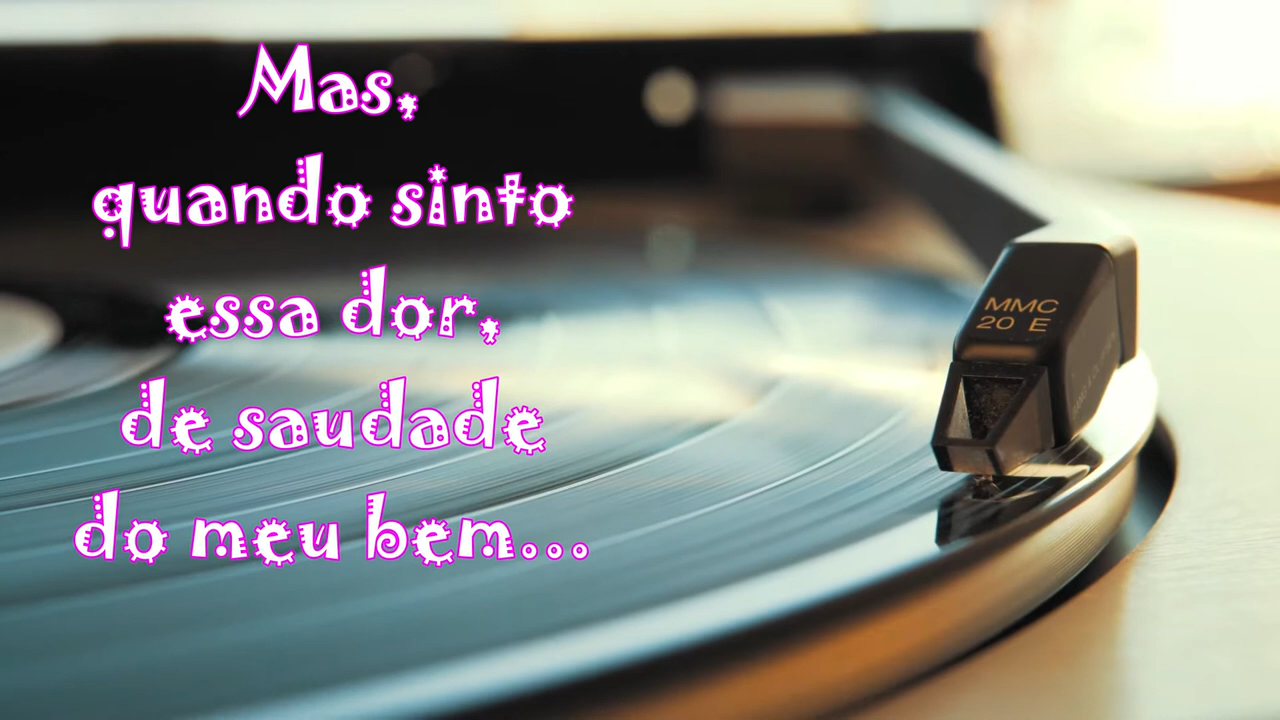 Mas,
quando sinto
essa dor,
de saudade
do meu bem...
MMC
20 E